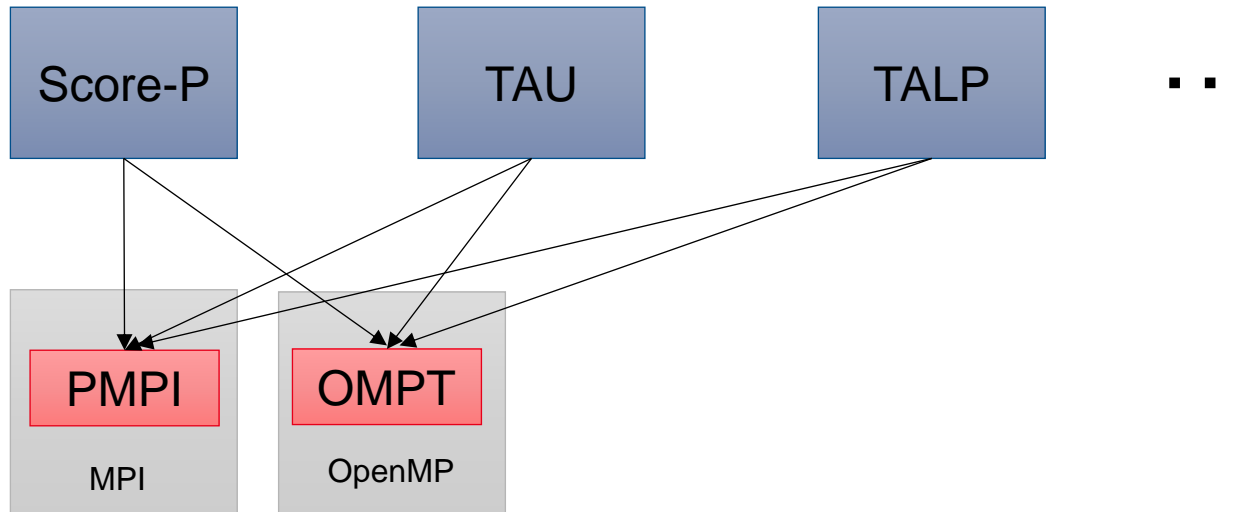 Score-P
TAU
TALP
. .
PMPI
OMPT
MPI
OpenMP